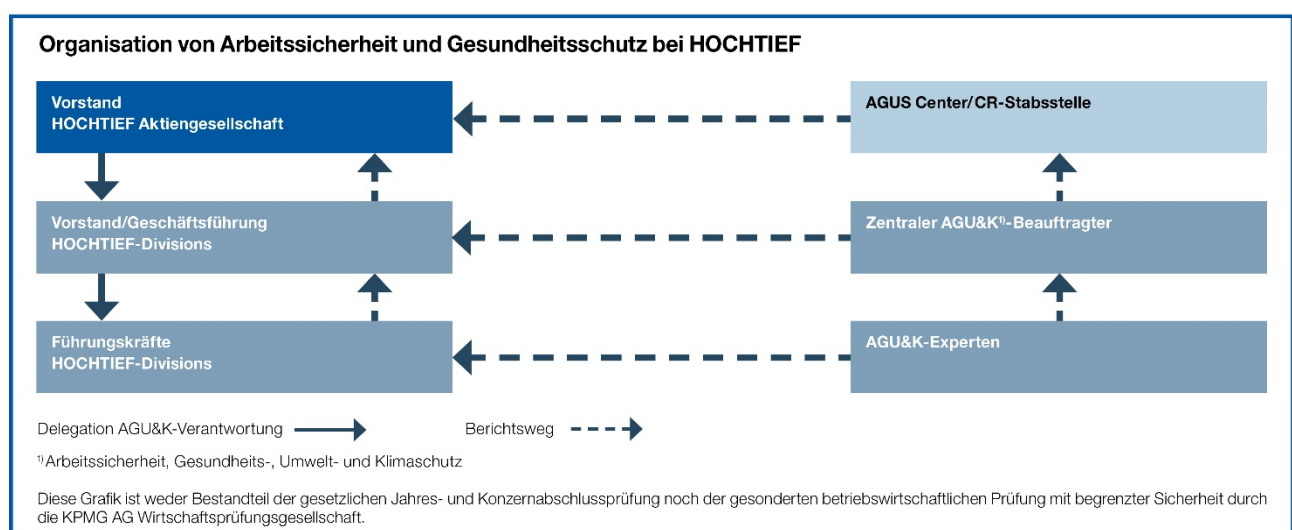 Organisation von Arbeitssicherheit und Gesundheitsschutz bei HOCHTIEF
Vorstand
HOCHTIEF Aktiengesellschaft
AGUS Center/CR-Stabsstelle
Vorstand/Geschäftsführung
HOCHTIEF-Divisions
Zentraler AGU&K¹⁾-Beauftragter
Führungskräfte
HOCHTIEF-Divisions
AGU&K-Experten
Delegation AGU&K-Verantwortung
Berichtsweg
¹⁾ Arbeitssicherheit, Gesundheits-, Umwelt- und Klimaschutz
Diese Grafik ist weder Bestandteil der gesetzlichen Jahres- und Konzernabschlussprüfung noch der gesonderten betriebswirtschaftlichen Prüfung mit begrenzter Sicherheit durch
die KPMG AG Wirtschaftsprüfungsgesellschaft.